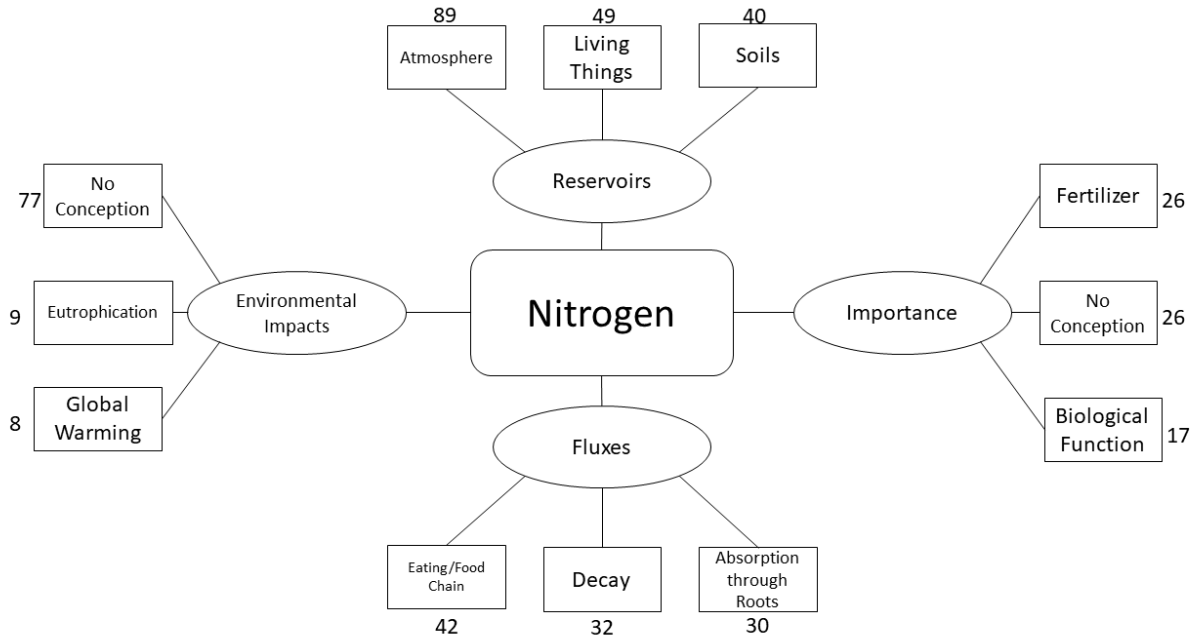 89
49
40
Atmosphere
Living
Things
Soils
Reservoirs
77
No
Conception
9
Eutrophication
8
Global
Warming
Environmental
Impacts
Nitrogen
Importance
Fertilizer
26
No
Conception
26
Biological
Function
17
Fluxes
Eating/Food
Chain
Decay
Absorption
through
Roots
42
32
30